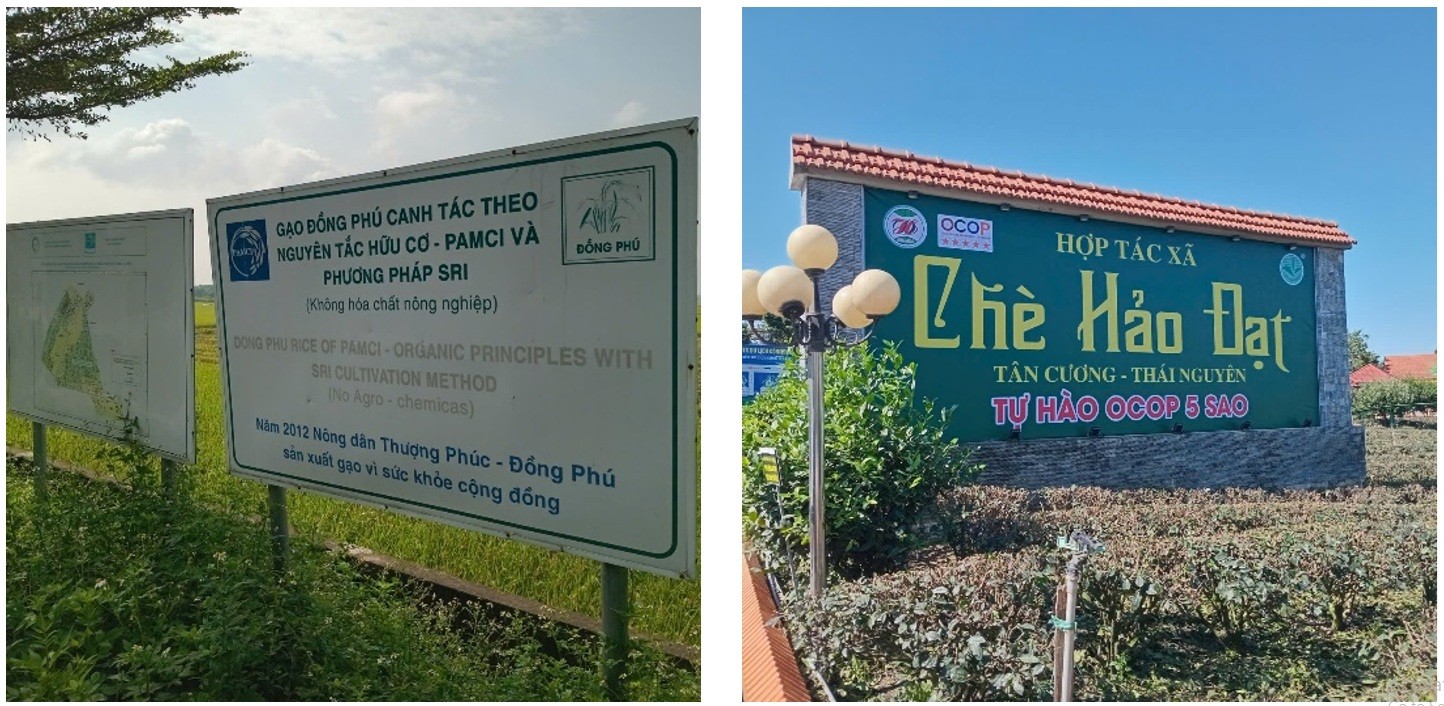 GẠO ĐỒNG PHÚ CANH TÁC THEO
NGUYÊN TẮC HỮU CƠ - PAMCI VÀ
PHƯƠNG PHÁP SRI
(Không hóa chất nông nghiệp)
DONG PHU RICE OF PAMCI - ORGANIC PRINCIPLES WITH
SRI CULTIVATION METHOD
(No Agro - chemicas)
Năm 2012 Nông dân Thượng Phúc - Đồng Phú
sản xuất gạo vì sức khỏe cộng đồng
PAMCI
ĐỒNG PHÚ
OCOP
HỢP TÁC XÃ
Chè Hảo Đạt
TÂN CƯƠNG - THÁI NGUYÊN
TỰ HÀO OCOP 5 SAO